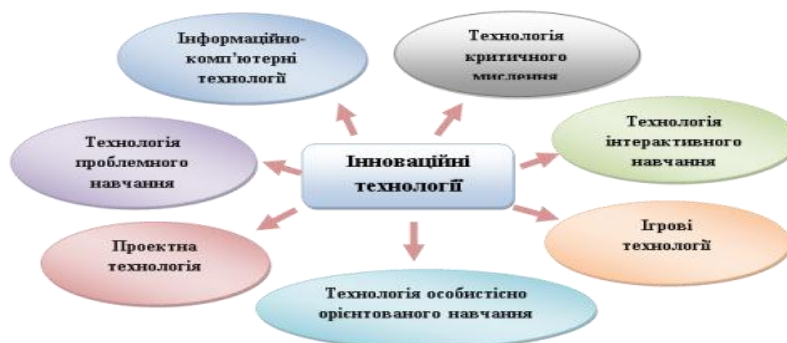 Інформаційно-
комп'ютерні
технології
Технологія
критичного
мислення
Технологія
проблемного
навчання
Інноваційні
технології
Технологія
інтерактивного
навчання
Проектна
технологія
Ігрові
технології
Технологія особистісно
орієнтованого навчання